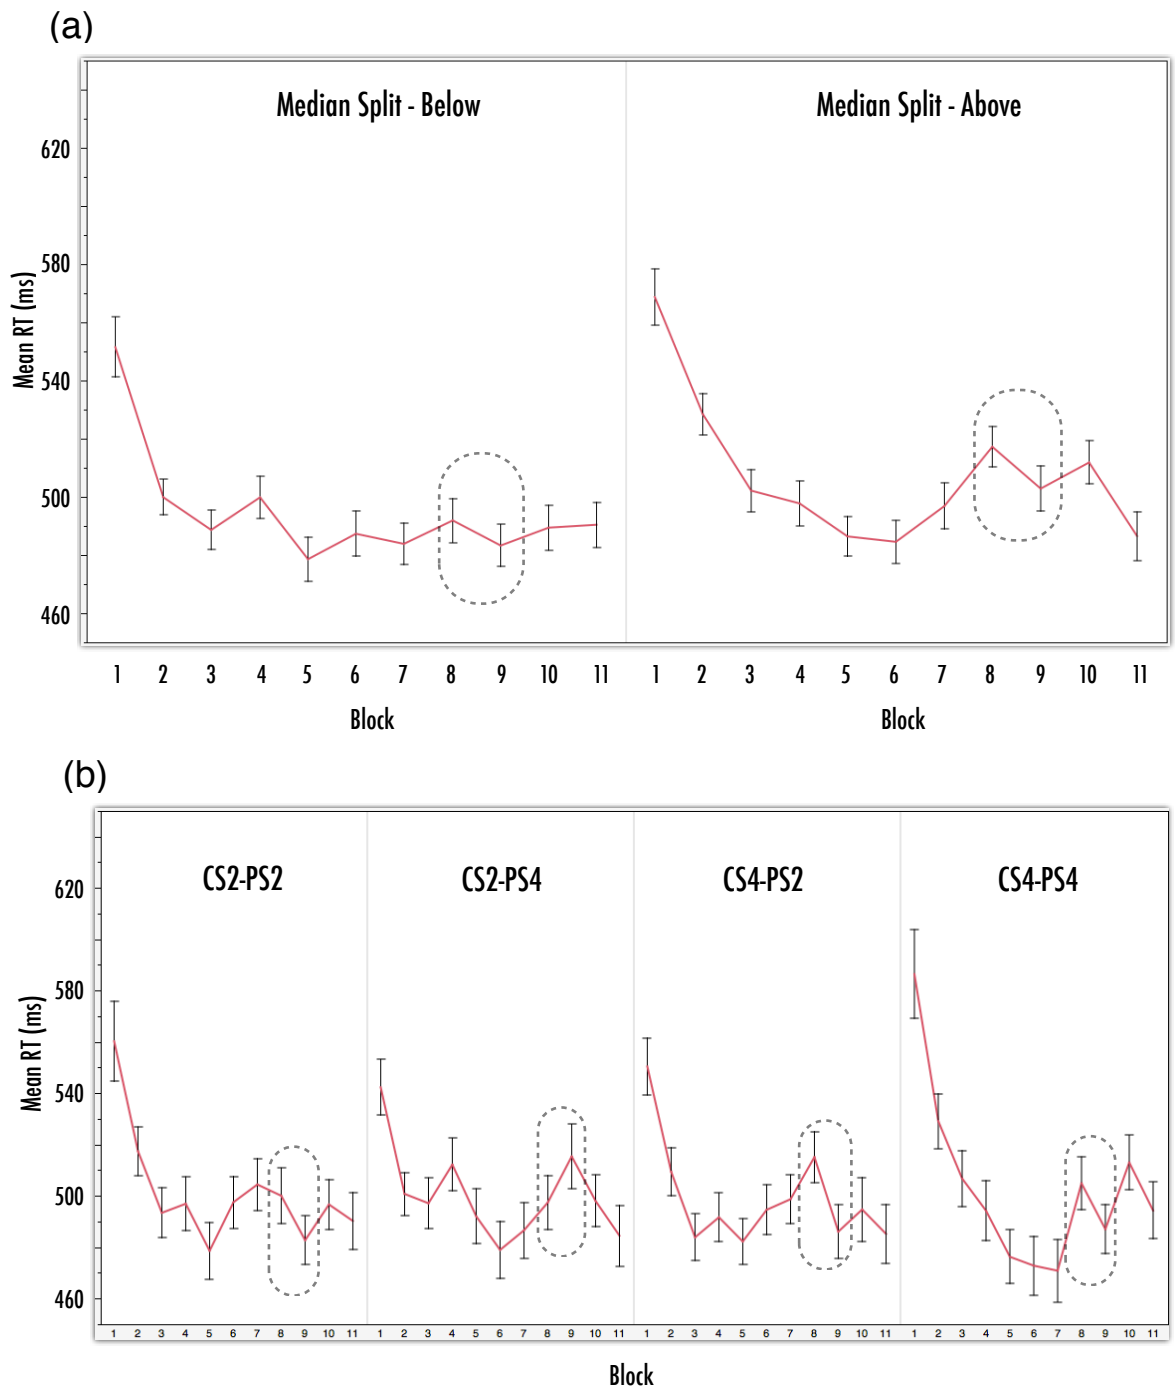 (a)
Median Split - Below Median Split - Above
620
580
540
500
460
Mean RT (ms)
1 2 3 4 5 6 7 8 9 10 11 1 2 3 4 5 6 7 8 9 10 11
Block Block
(b)
CS2-PS2 CS2-PS4 CS4-PS2 CS4-PS4
620
580
540
500
460
Mean RT (ms)
1 2 3 4 5 6 7 8 9 10 11 1 2 3 4 5 6 7 8 9 10 11 1 2 3 4 5 6 7 8 9 10 11 1 2 3 4 5 6 7 8 9 10 11
Block